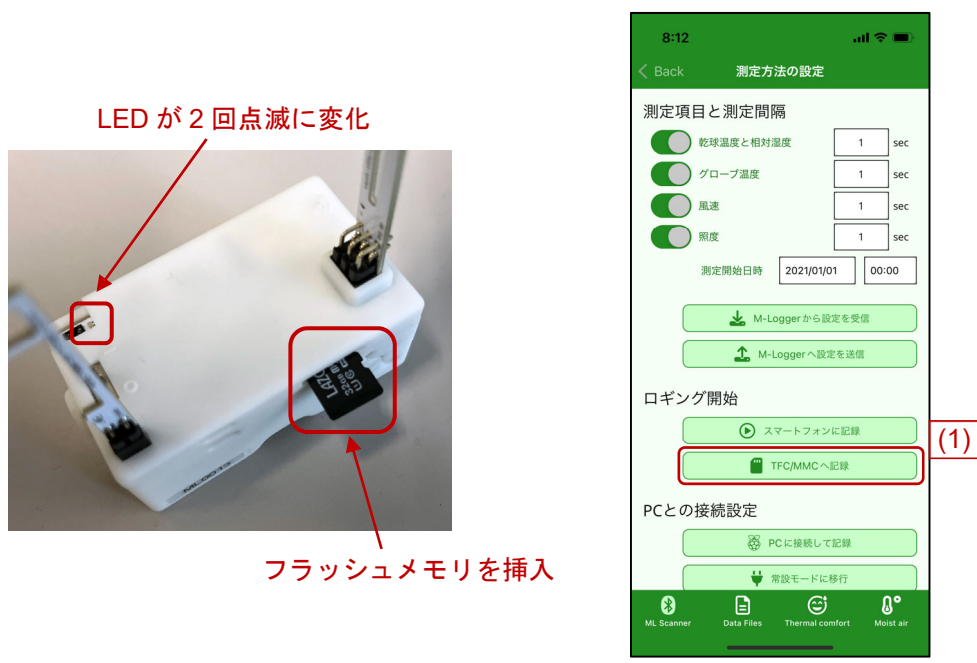 LED が 2 回点滅に変化
LAZO
32GB
ML-0033
フラッシュメモリを挿入
8:12
Back
測定方法の設定
測定項目と測定間隔
乾球温度と相対湿度 1 sec
グローブ温度 1 sec
風速 1 sec
照度 1 sec
測定開始日時 2021/01/01 00:00
M-Loggerから設定を受信
M-Loggerへ設定を送信
ロギング開始
スマートフォンに記録
TFC/MMCへ記録
(1)
PCとの接続設定
PCに接続して記録
常設モードに移行
ML Scanner Data Files Thermal comfort Moist air